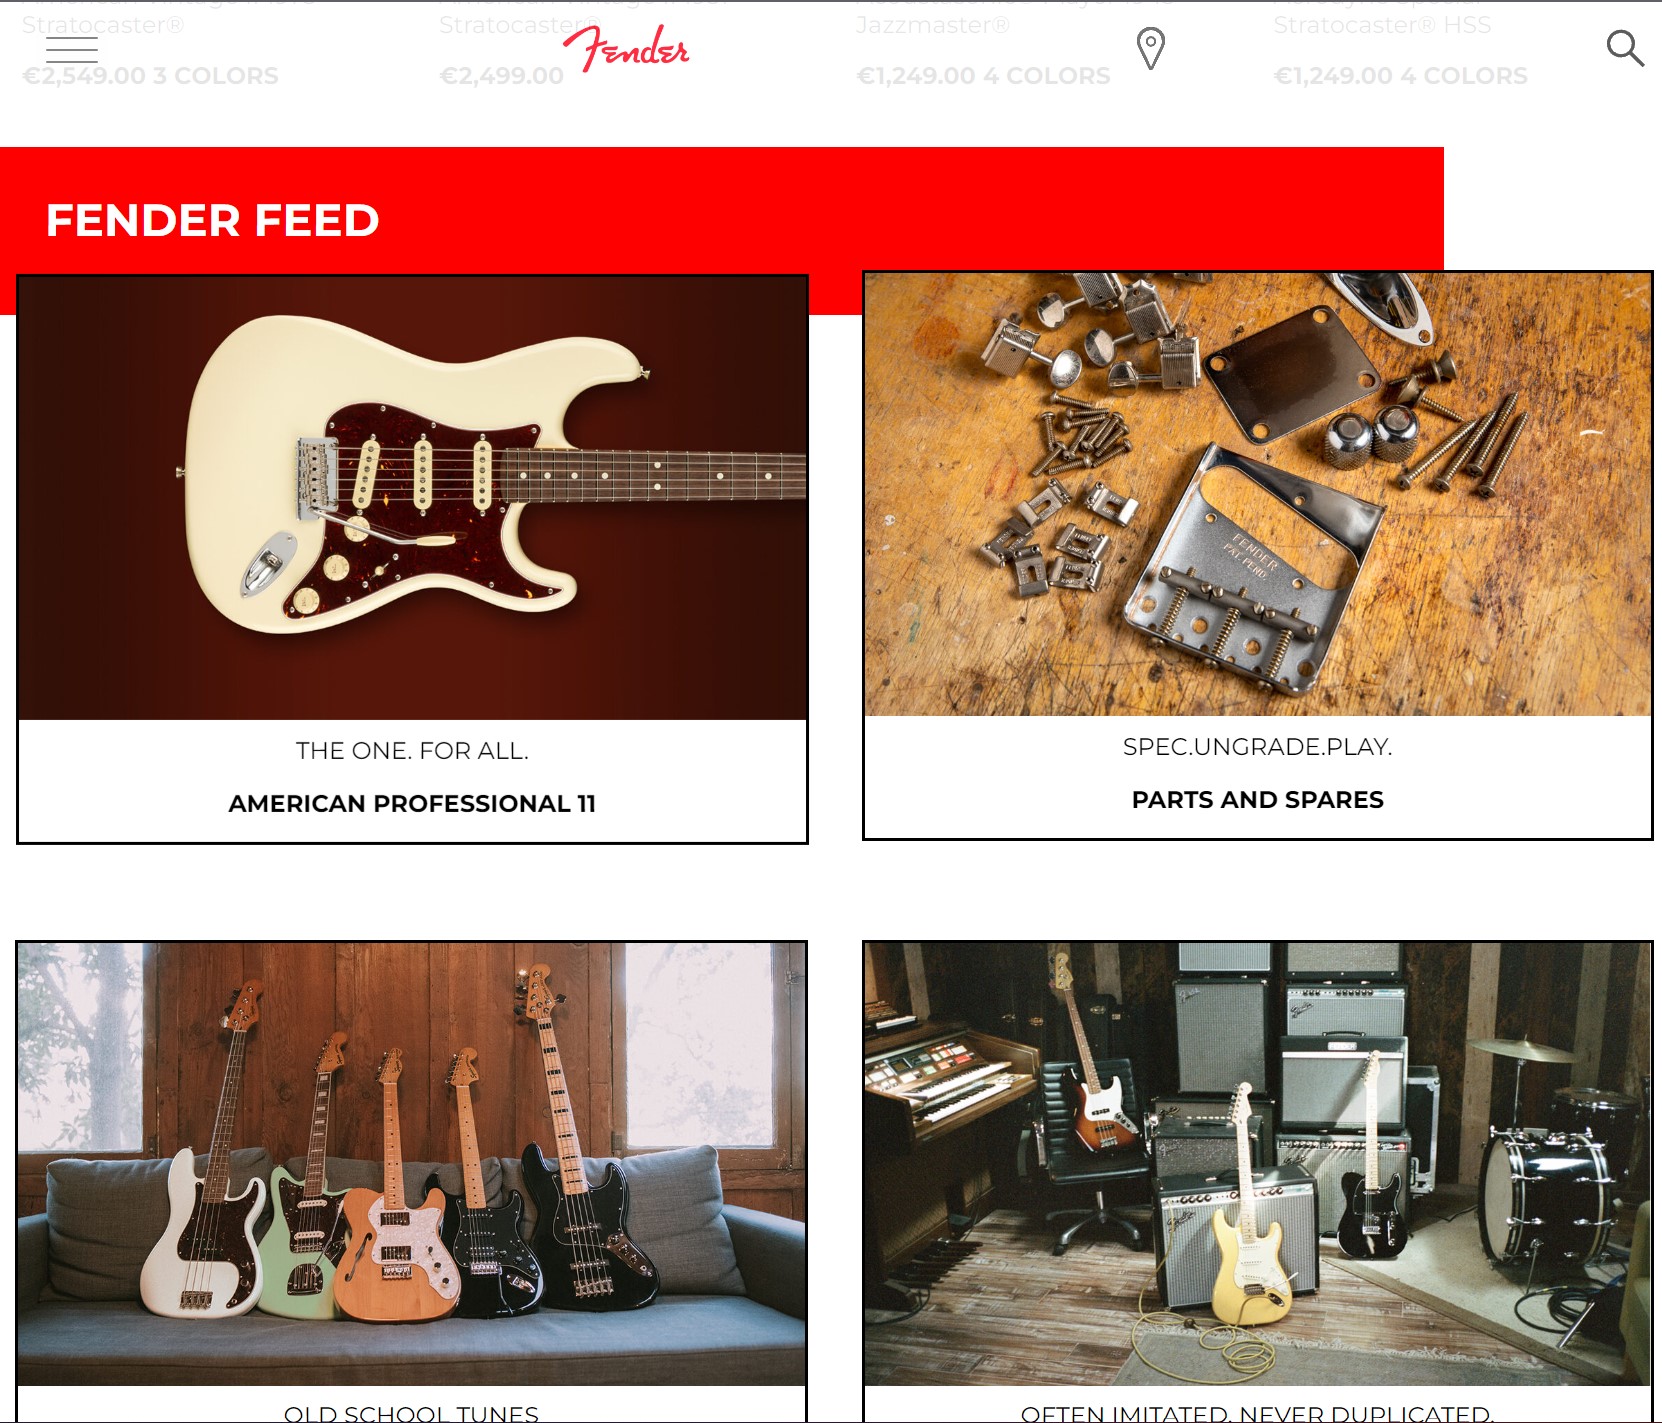 Stratocaster®
Stratocaster®
Jazzmaster®
Stratocaster® HSS
Fender
€2,549.00 3 COLORS
€2,499.00
€1,249.00 4 COLORS
€1,249.00 4 COLORS
FENDER FEED
FENDER
PAT. PEND
THE ONE. FOR ALL.
AMERICAN PROFESSIONAL 11
SPEC.UNGRADE.PLAY.
PARTS AND SPARES
OLD SCHOOL TUNES
OFTEN IMITATED. NEVER DUPLICATED.